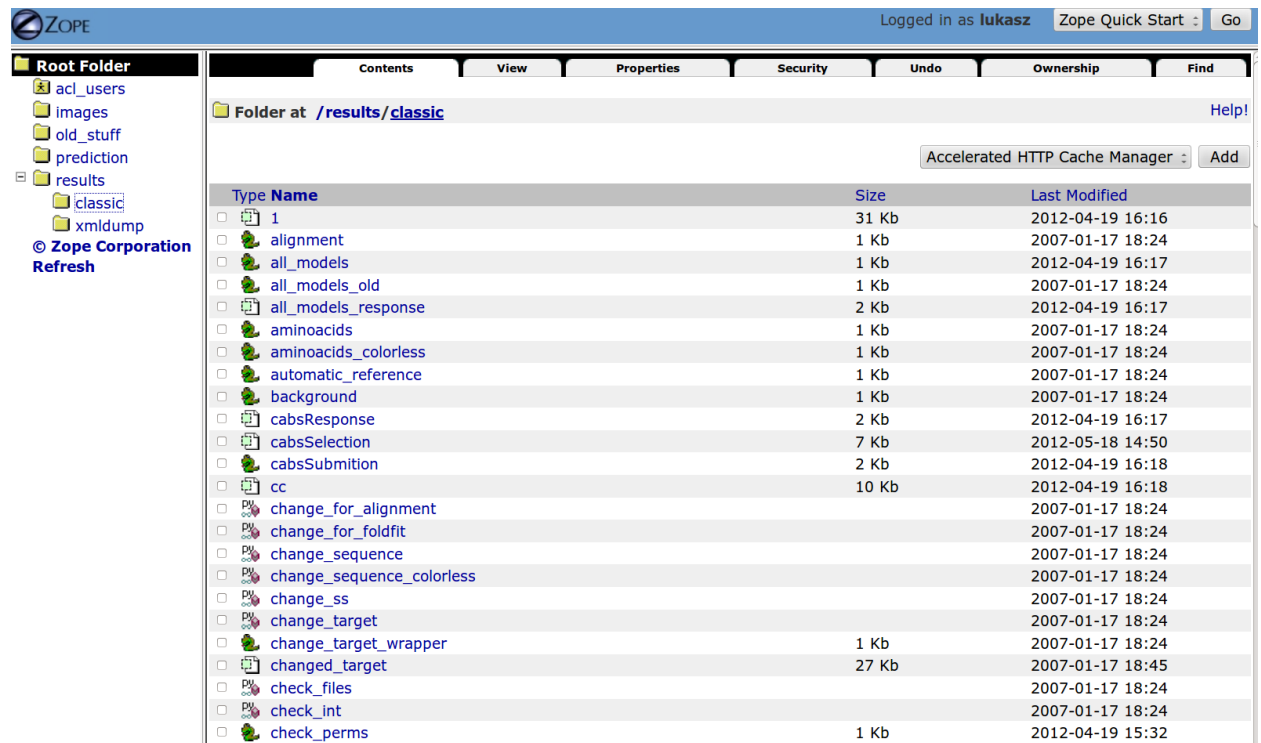 ZOPE
Logged in as lukasz Zope Quick Start Go
Root Folder
acl_users
images
old_stuff
prediction
results
classic
xmldump
© Zope Corporation
Refresh
Contents View Properties Security Undo Ownership Find
Folder at /results/classic Help!
Accelerated HTTP Cache Manager Add
Type Name Size Last Modified
1 31 Kb 2012-04-19 16:16
alignment 1 Kb 2007-01-17 18:24
all_models 1 Kb 2012-04-19 16:17
all_models_old 1 Kb 2007-01-17 18:24
all_models_response 2 Kb 2012-04-19 16:17
aminoacids 1 Kb 2007-01-17 18:24
aminoacids_colorless 1 Kb 2007-01-17 18:24
automatic_reference 1 Kb 2007-01-17 18:24
background 1 Kb 2007-01-17 18:24
cabsResponse 2 Kb 2012-04-19 16:17
cabsSelection 7 Kb 2012-05-18 14:50
cabsSubmition 2 Kb 2012-04-19 16:18
cc 10 Kb 2012-04-19 16:18
py change_for_alignment 2007-01-17 18:24
py change_for_foldfit 2007-01-17 18:24
py change_sequence 2007-01-17 18:24
py change_sequence_colorless 2007-01-17 18:24
py change_ss 2007-01-17 18:24
py change_target 2007-01-17 18:24
change_target_wrapper 1 Kb 2007-01-17 18:24
changed_target 27 Kb 2007-01-17 18:45
py check_files 2007-01-17 18:24
py check_int 2007-01-17 18:24
check_perms 1 Kb 2012-04-19 15:32